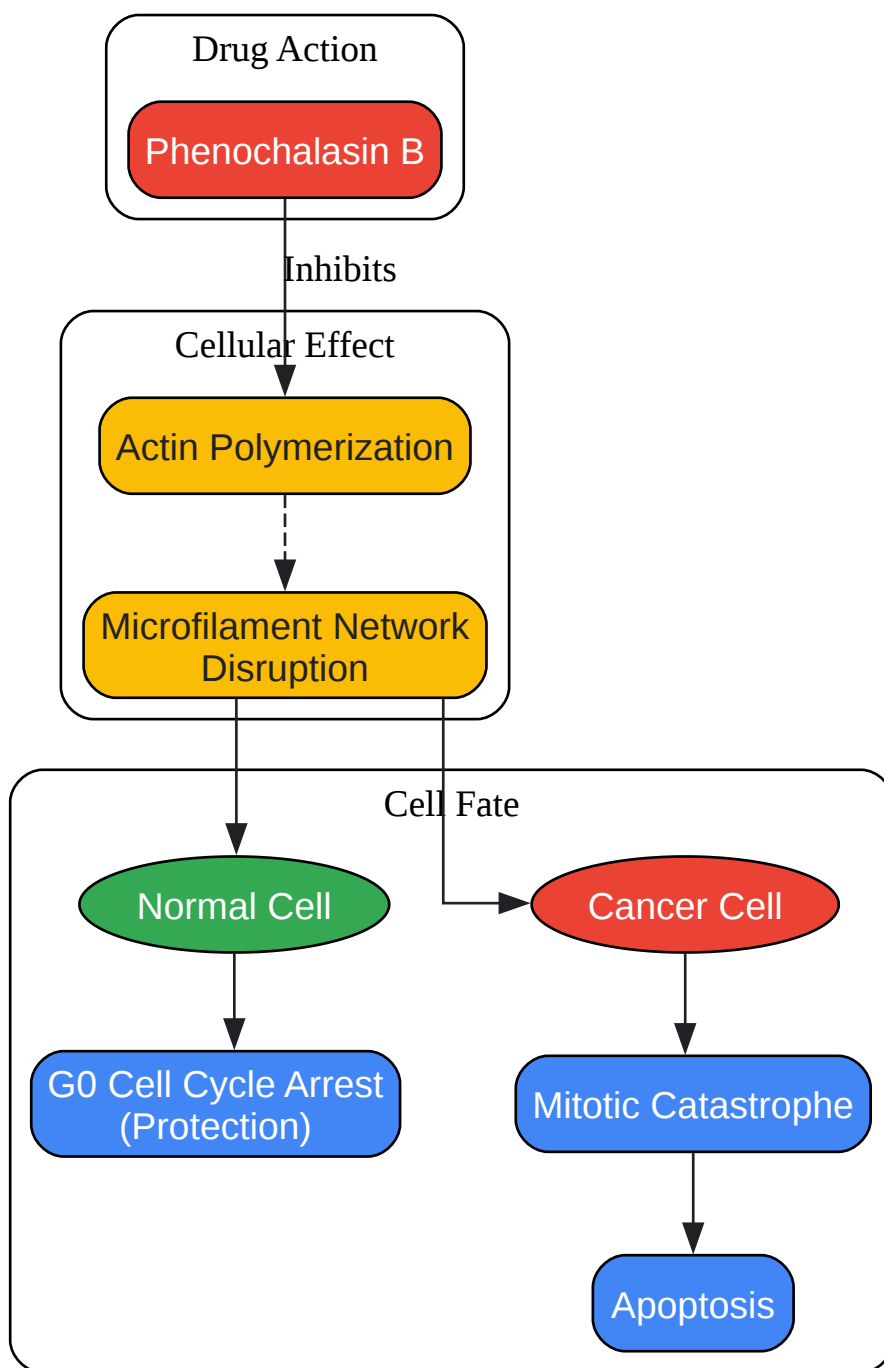 Drug Action
Phenochalasin B
Inhibits
Cellular Effect
Actin Polymerization
Microfilament Network
Disruption
Cell Fate
Normal Cell
Cancer Cell
G0 Cell Cycle Arrest
(Protection)
Mitotic Catastrophe
Apoptosis